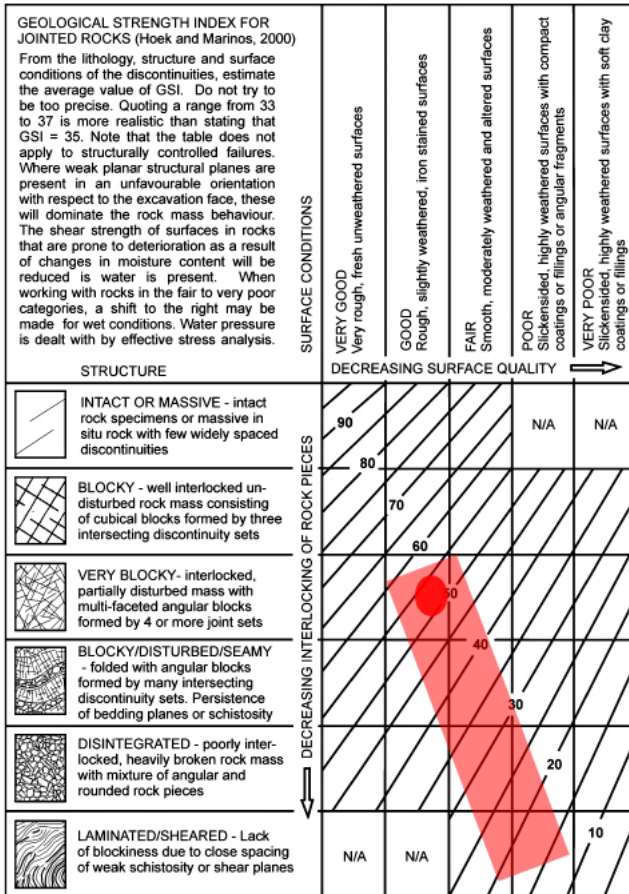 GEOLOGICAL STRENGTH INDEX FOR
JOINTED ROCKS (Hoek and Marinos, 2000)
From the lithology, structure and surface
conditions of the discontinuities, estimate
the average value of GSI. Do not try to
be too precise. Quoting a range from 33
to 37 is more realistic than stating that
GSI = 35. Note that the table does not
apply to structurally controlled failures.
Where weak planar structural planes are
present in an unfavourable orientation
with respect to the excavation face, these
will dominate the rock mass behaviour.
The shear strength of surfaces in rocks
that are prone to deterioration as a result
of changes in moisture content will be
reduced is water is present. When
working with rocks in the fair to very poor
categories, a shift to the right may be
made for wet conditions. Water pressure
is dealt with by effective stress analysis.
STRUCTURE
SURFACE CONDITIONS
VERY GOOD
Very rough, fresh unweathered surfaces
GOOD
Rough, slightly weathered, iron stained surfaces
FAIR
Smooth, moderately weathered and altered surfaces
POOR
Slickensided, highly weathered surfaces with compact
coatings or fillings or angular fragments
VERY POOR
Slickensided, highly weathered surfaces with soft clay
coatings or fillings
DECREASING SURFACE QUALITY
DECREASING INTERLOCKING OF ROCK PIECES
INTACT OR MASSIVE - intact
rock specimens or massive in
situ rock with few widely spaced
discontinuities
90
N/A
N/A
80
BLOCKY - well interlocked un-
disturbed rock mass consisting
of cubical blocks formed by three
intersecting discontinuity sets
70
60
VERY BLOCKY- interlocked,
partially disturbed mass with
multi-faceted angular blocks
formed by 4 or more joint sets
50
BLOCKY/DISTURBED/SEAMY
- folded with angular blocks
formed by many intersecting
discontinuity sets. Persistence
of bedding planes or schistosity
40
30
DISINTEGRATED - poorly inter-
locked, heavily broken rock mass
with mixture of angular and
rounded rock pieces
20
LAMINATED/SHEARED - Lack
of blockiness due to close spacing
of weak schistosity or shear planes
N/A
N/A
10